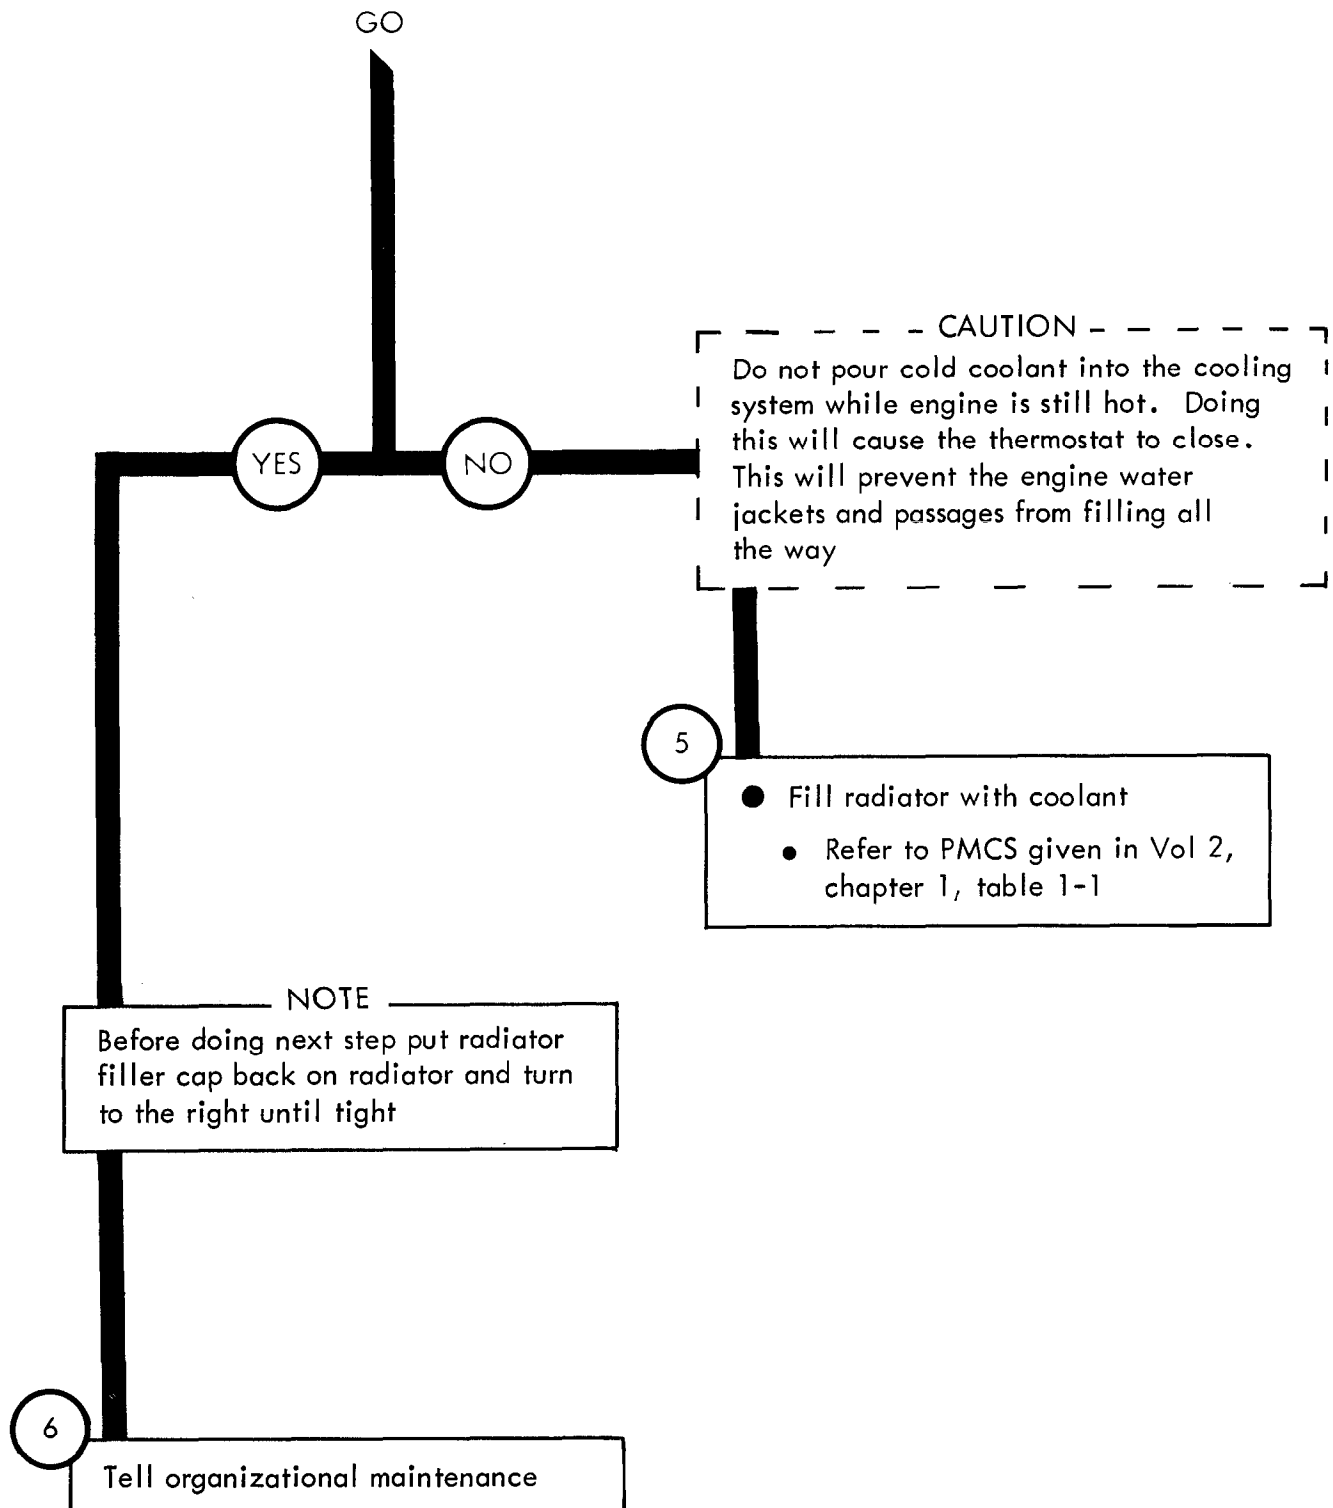 GO
YES
NO
CAUTION
Do not pour cold coolant into the cooling
system while engine is still hot. Doing
this will cause the thermostat to close.
This will prevent the engine water
jackets and passages from filling all
the way
5
● Fill radiator with coolant
● Refer to PMCS given in Vol 2,
chapter 1, table 1-1
NOTE
Before doing next step put radiator
filler cap back on radiator and turn
to the right until tight
6
Tell organizational maintenance